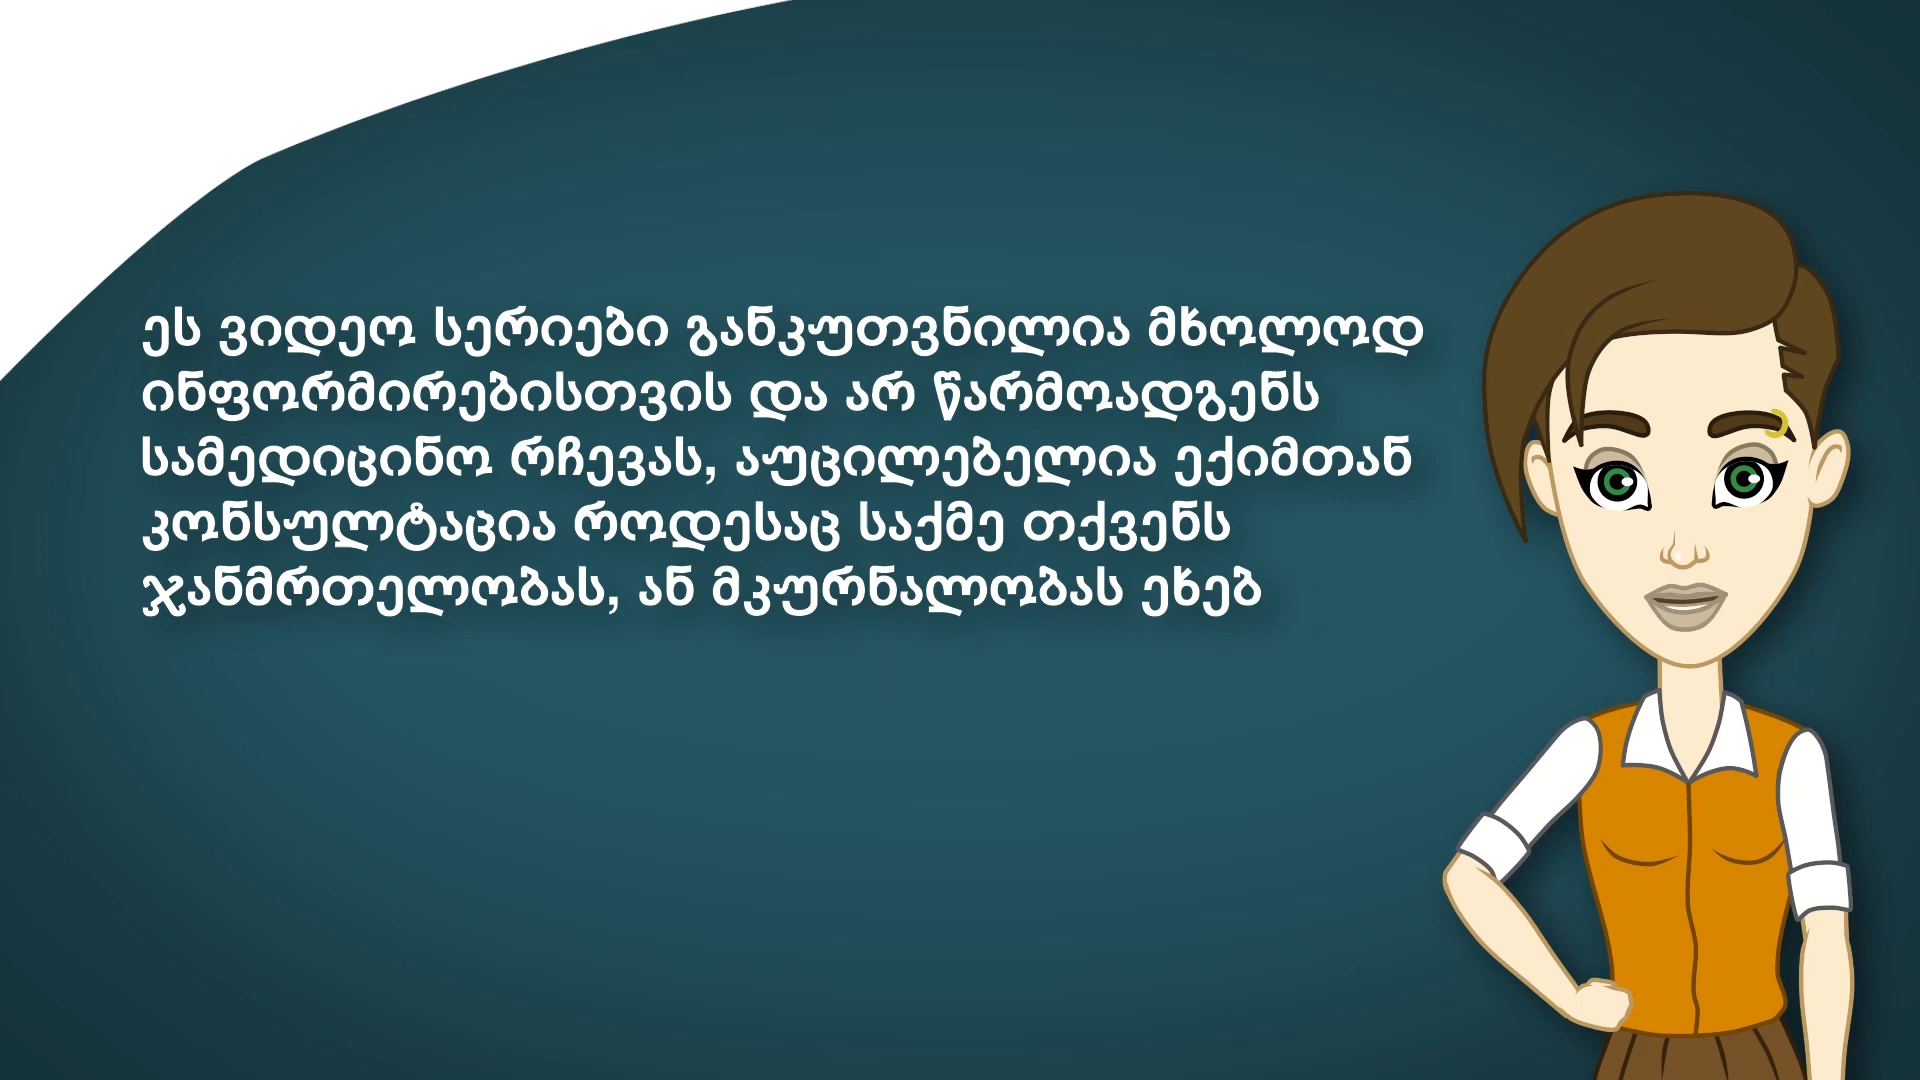 ეს ვიდეო სერიები განკუთვნილია მხოლოდ
ინფორმირებისთვის და არ წარმოადგენს
სამედიცინო რჩევას, აუცილებელია ექიმთან
კონსულტაცია როდესაც საქმე თქვენს
ჯანმრთელობას, ან მკურნალობას ეხებ